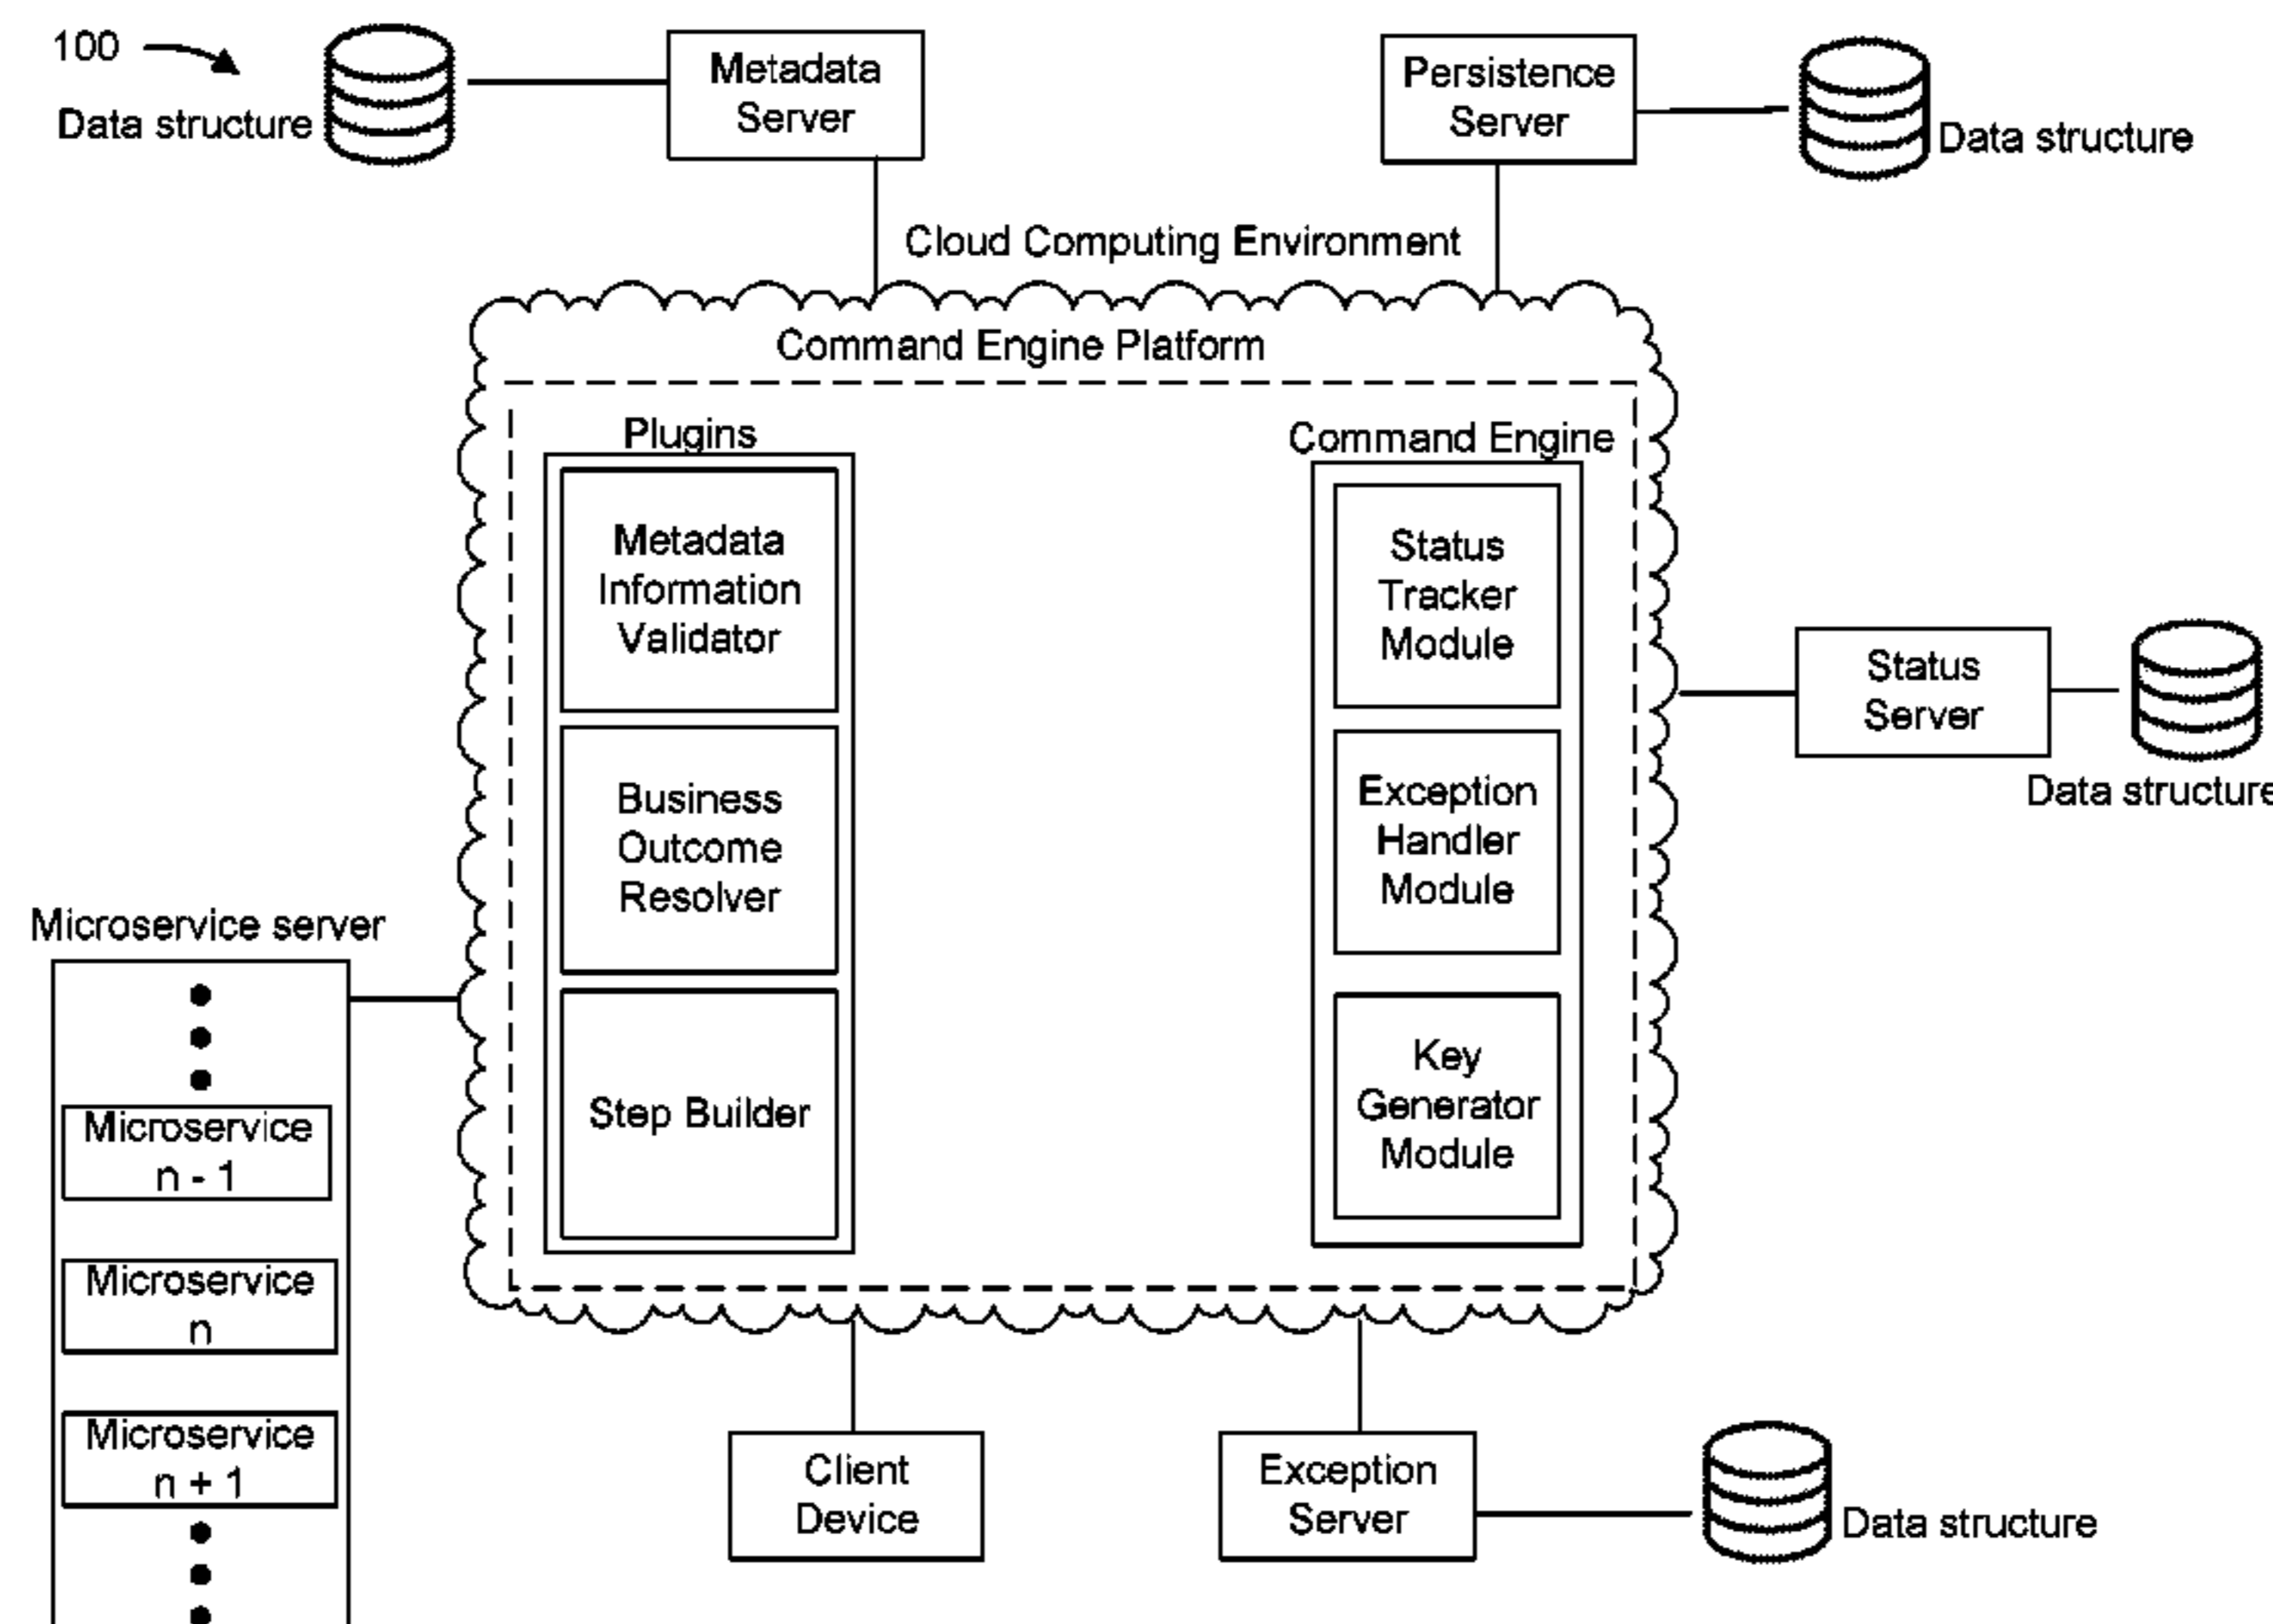 100
Data structure
Metadata
Server
Persistence
Server
Data structure
Cloud Computing Environment
Command Engine Platform
Plugins
Metadata
Information
Validator
Business
Outcome
Resolver
Step Builder
Command Engine
Status
Tracker
Module
Exception
Handler
Module
Key
Generator
Module
Status
Server
Data structure
Microservice server
Microservice
n - 1
Microservice
n
Microservice
n + 1
Client
Device
Exception
Server
Data structure